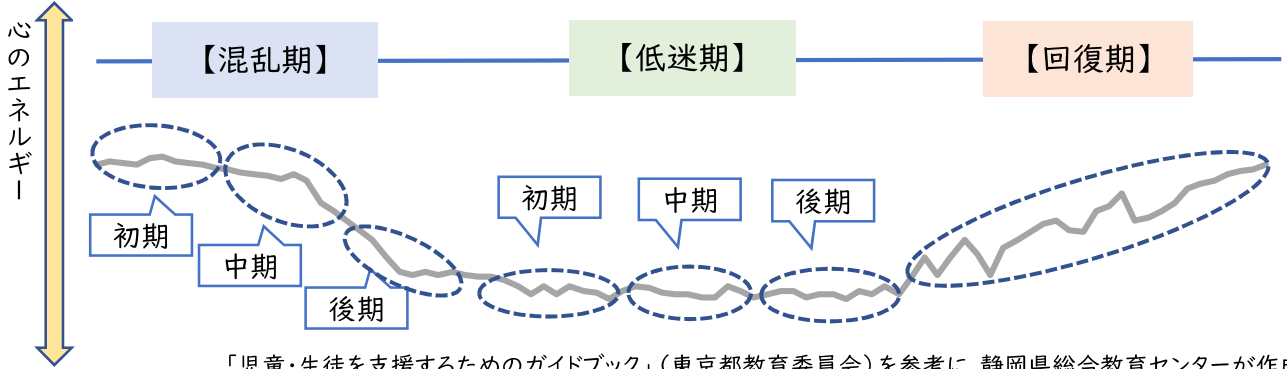 心のエネルギー
【混乱期】
【低迷期】
【回復期】
初期
中期
後期
初期
中期
後期
「児童・生徒を支援するためのガイドブック」（東京都教育委員会）を参考に、静岡県総合教育センターが作成